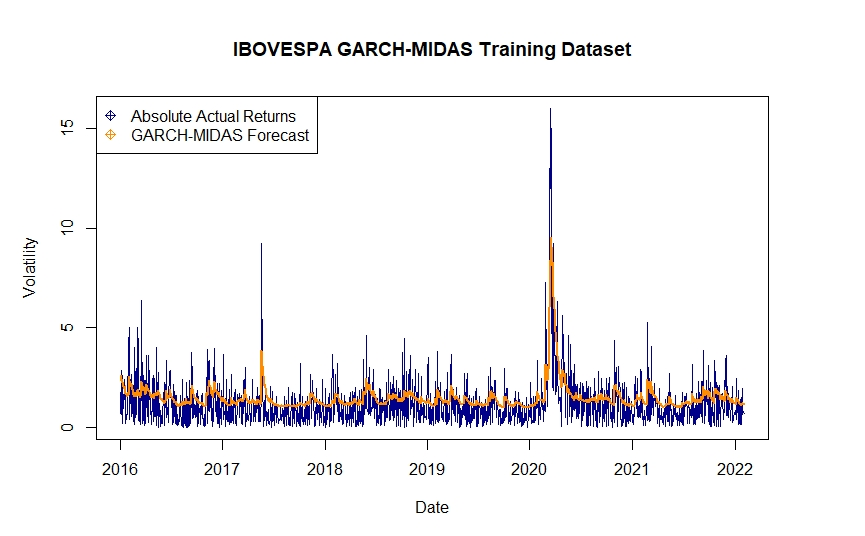 IBOVESPA GARCH-MIDAS Training Dataset
Absolute Actual Returns
GARCH-MIDAS Forecast
15
10
5
0
Volatility
2016 2017 2018 2019 2020 2021 2022
Date